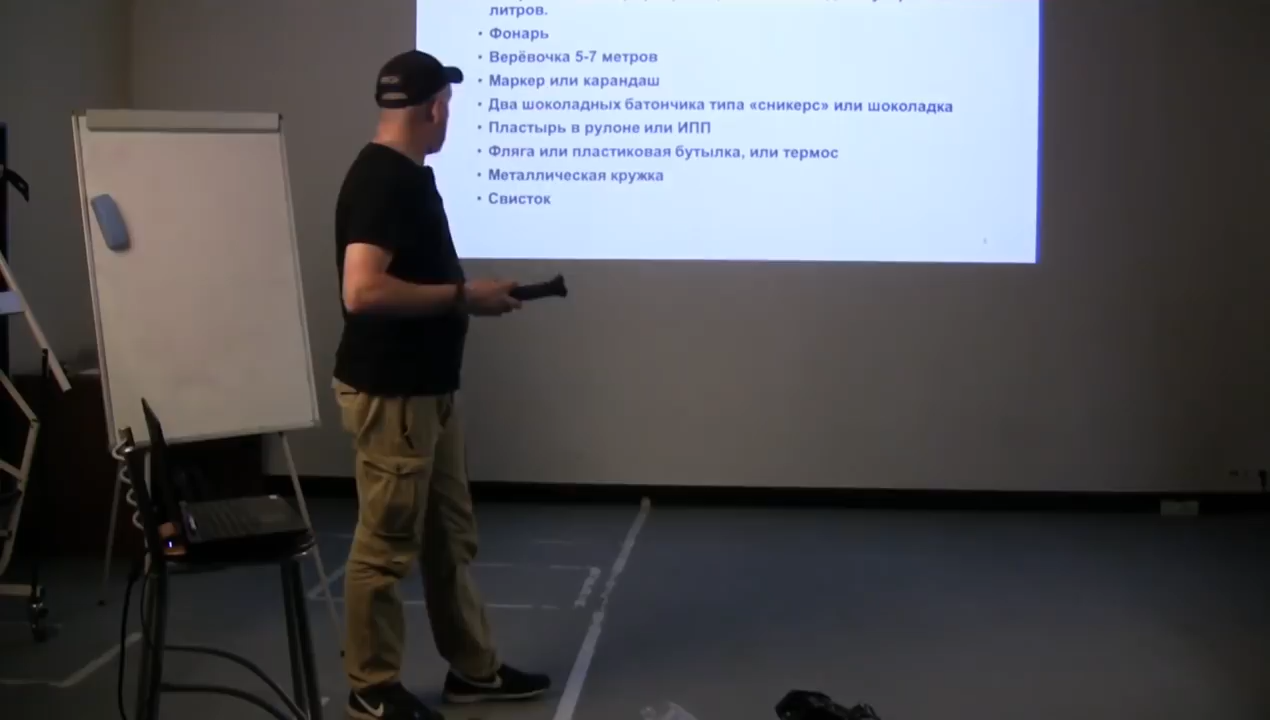 литров.
• Фонарь
• Верёвочка 5-7 метров
• Маркер или карандаш
• Два шоколадных батончика типа «сникерс» или шоколадка
• Пластырь в рулоне или ИПП
• Фляга или пластиковая бутылка, или термос
• Металлическая кружка
• Свисток